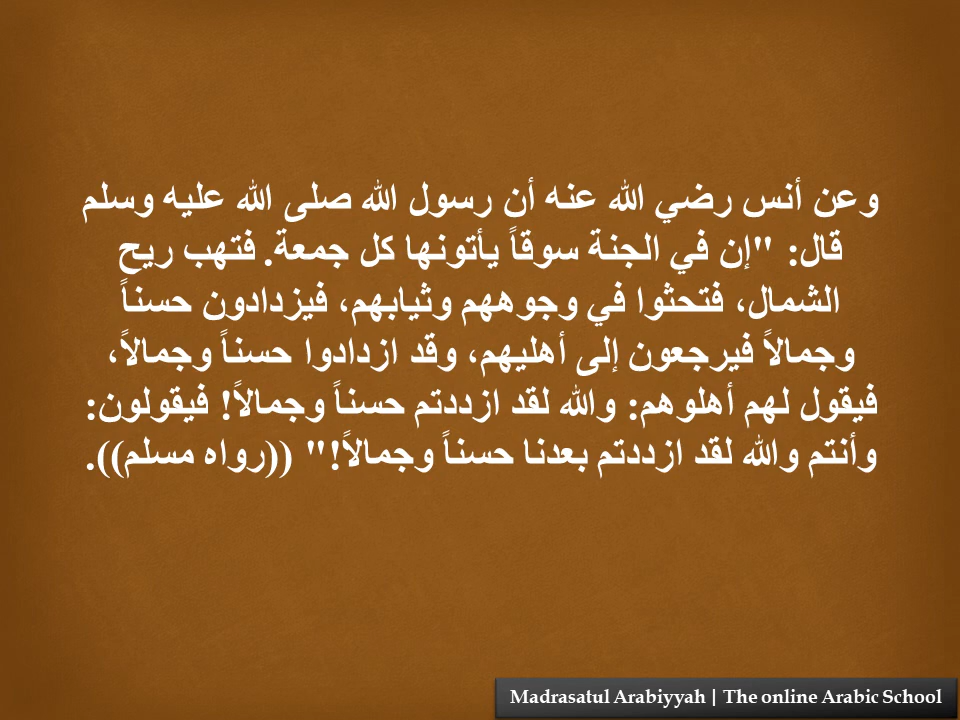 وعن أنس رضي الله عنه أن رسول الله صلى الله عليه وسلم
قال: "إن في الجنة سوقاً يأتونها كل جمعة. فتهب ريح
الشمال، فتحثوا في وجوههم وثيابهم، فيزدادون حسناً
وجمالاً فيرجعون إلى أهليهم، وقد ازدادوا حسناً وجمالاً،
فيقول لهم أهلوهم: والله لقد ازددتم حسناً وجمالاً! فيقولون:
وأنتم والله لقد ازددتم بعدنا حسناً وجمالاً!" ((رواه مسلم)).
Madrasatul Arabiyyah | The online Arabic School